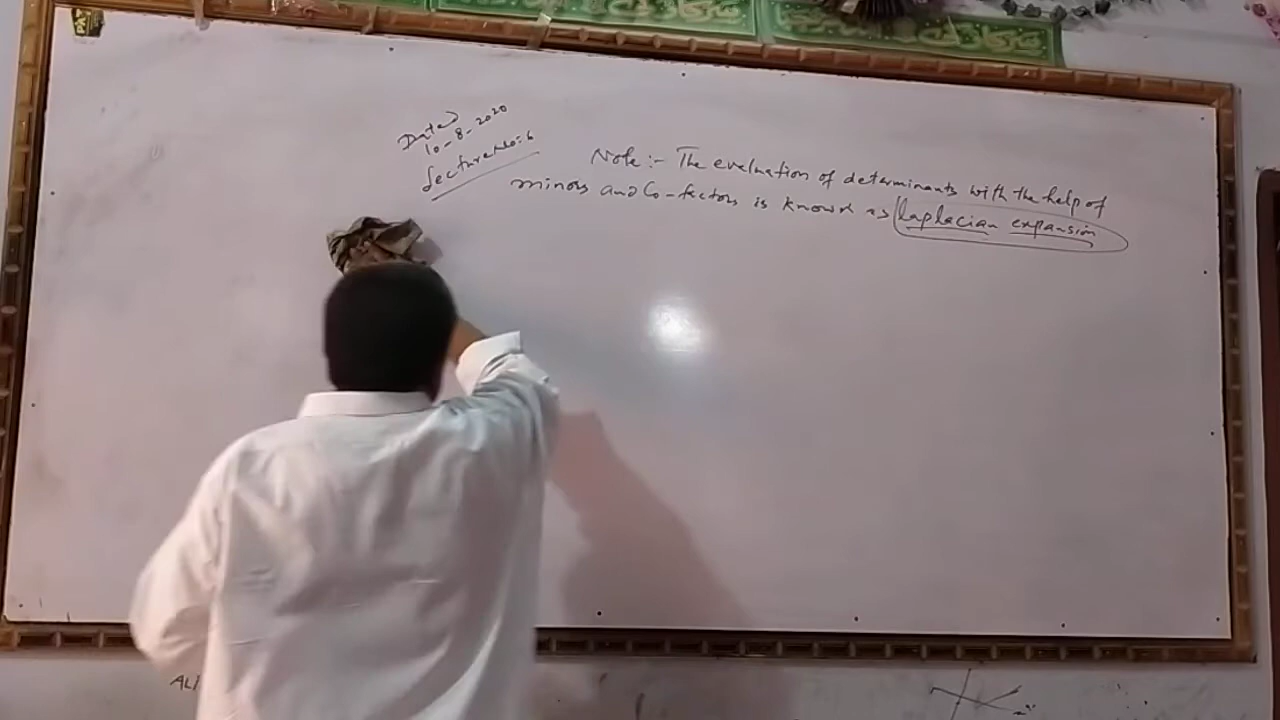 Dated
10-8-2020
Lecture No: 6
Note:- The evaluation of determinants with the help of
minors and Co-factors is known as laplacian expansion
ALI